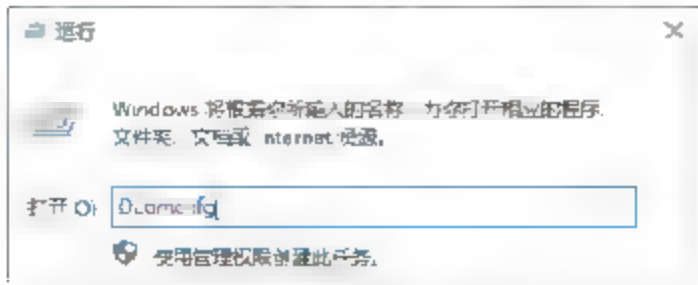 运行
Windows 将根据你所输入的名称，为你打开相应的程序、
文件夹、文档或 Internet 资源。
打开(O):
使用管理权限创建此任务。